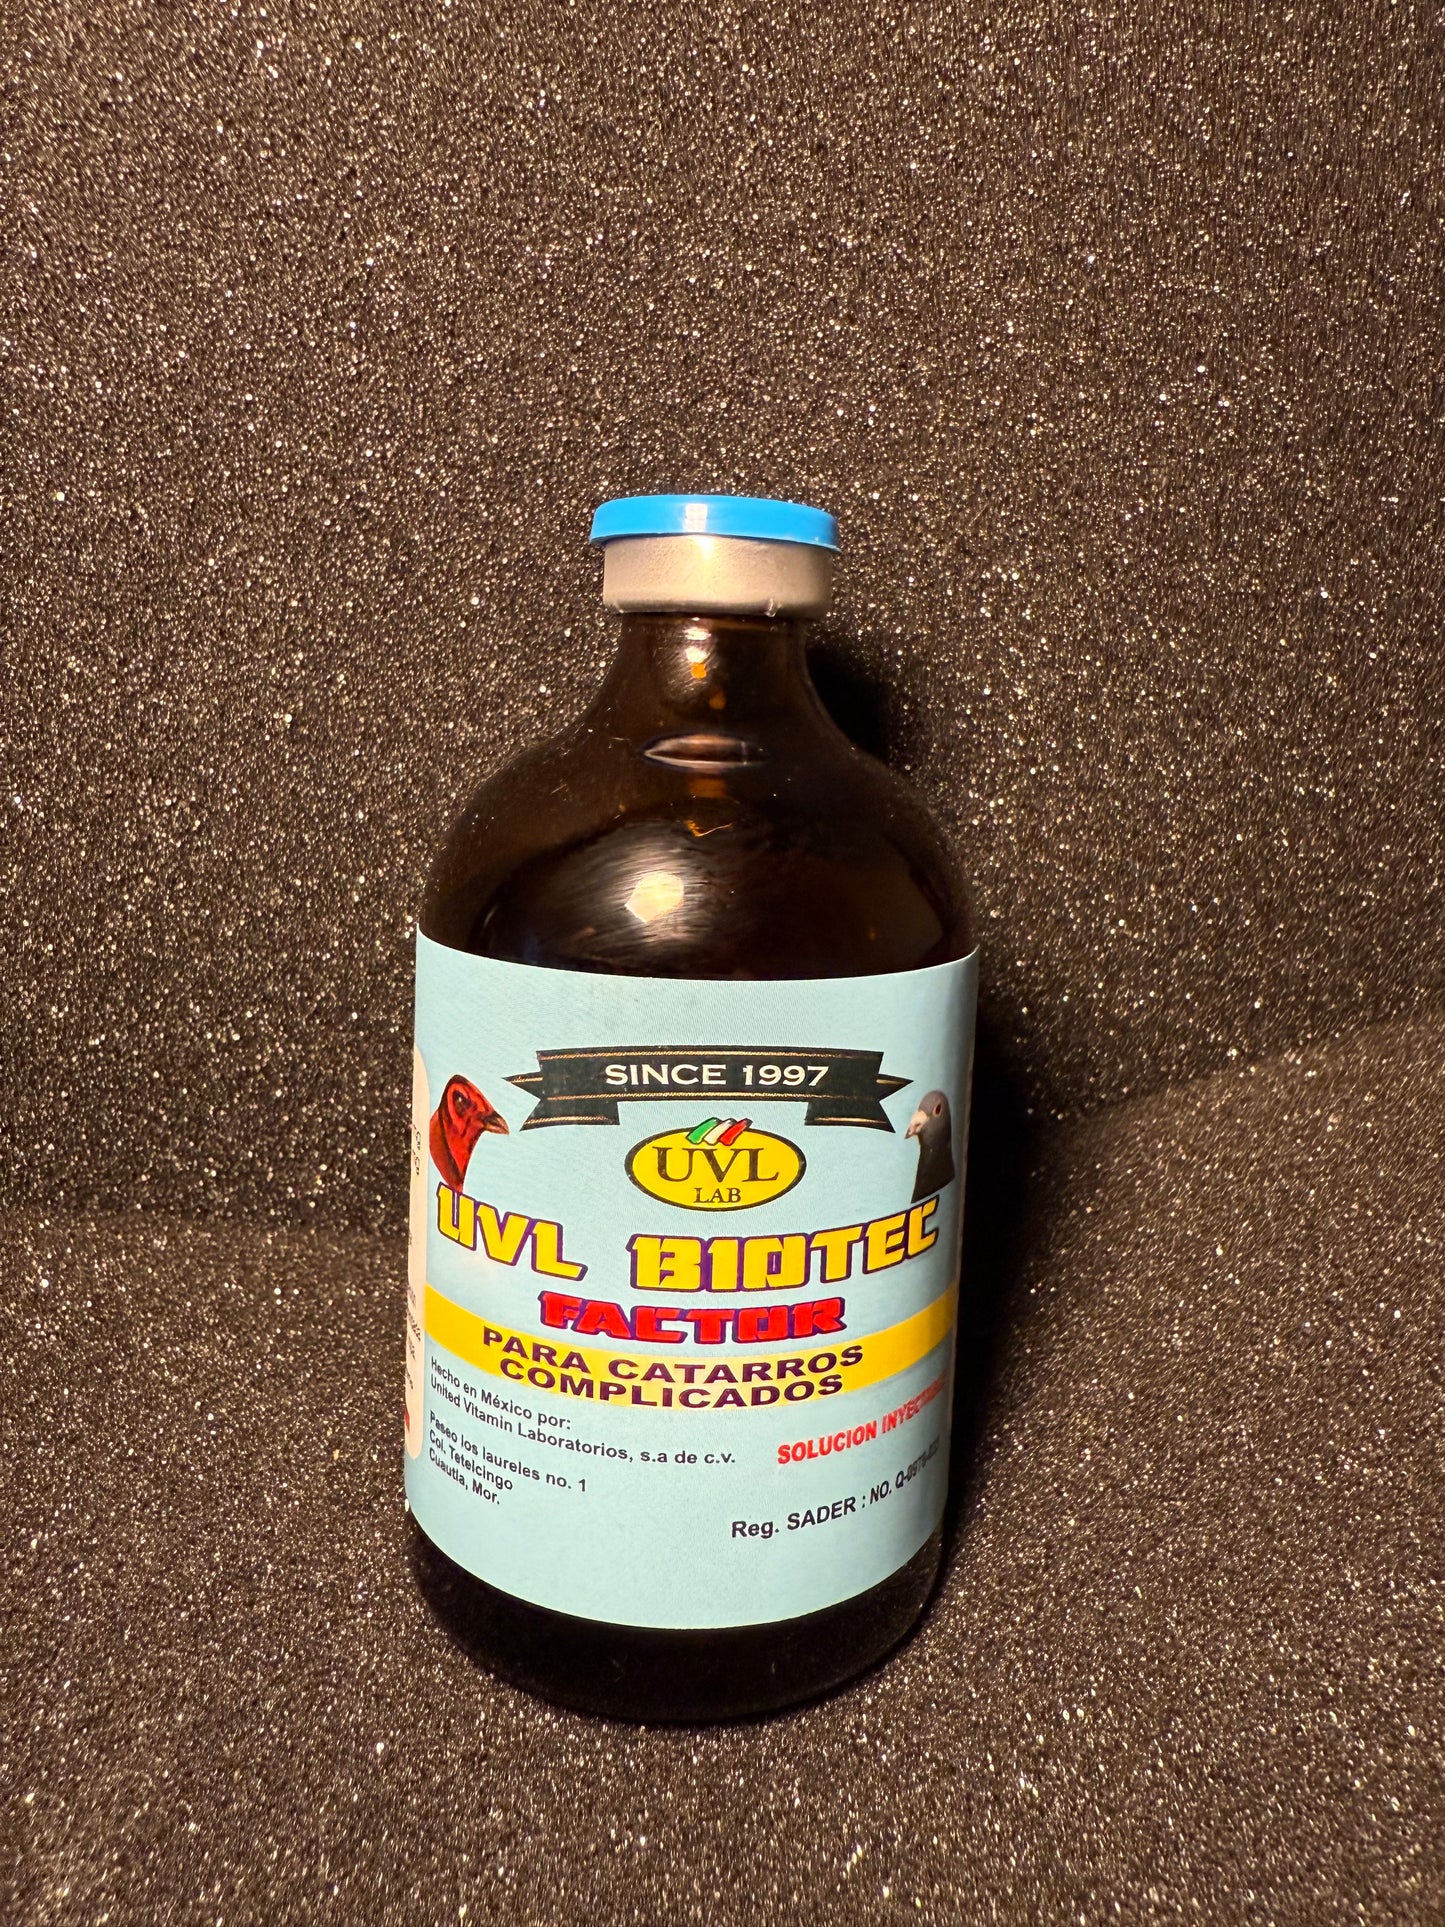 SINCE 1997
UVL
LAB
UVL BIOTEC
FACTOR
PARA CATARROS
COMPLICADOS
Hecho en México por:
United Vitamin Laboratorios, s.a de c.v.
Paseo los laureles no. 1
Col. Tetelcingo
Cuautla, Mor.
SOLUCION
Reg. SADER : NO.